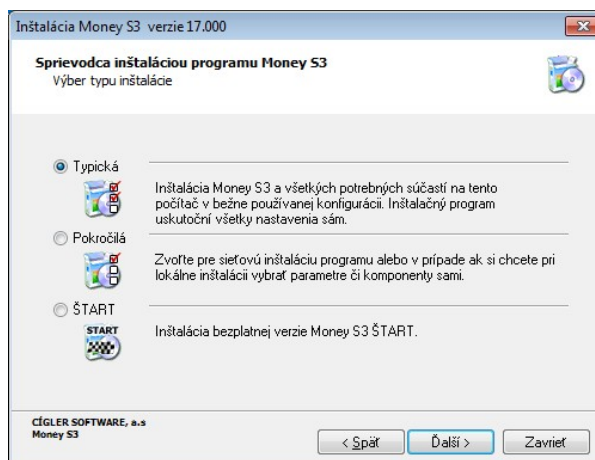 Inštalácia Money S3 verzie 17.000
Sprievodca inštaláciou programu Money S3
Výber typu inštalácie
Typická
Inštalácia Money S3 a všetkých potrebných súčastí na tento
počítač v bežne používanej konfigurácii. Inštalačný program
uskutoční všetky nastavenia sám.
Pokročilá
Zvoľte pre sieťovú inštaláciu programu alebo v prípade ak si chcete pri
lokálne inštalácii vybrať parametre či komponenty sami.
ŠTART
START
Inštalácia bezplatnej verzie Money S3 ŠTART.
CÍGLER SOFTWARE, a.s
Money S3
< Späť
Ďalší >
Zavrieť